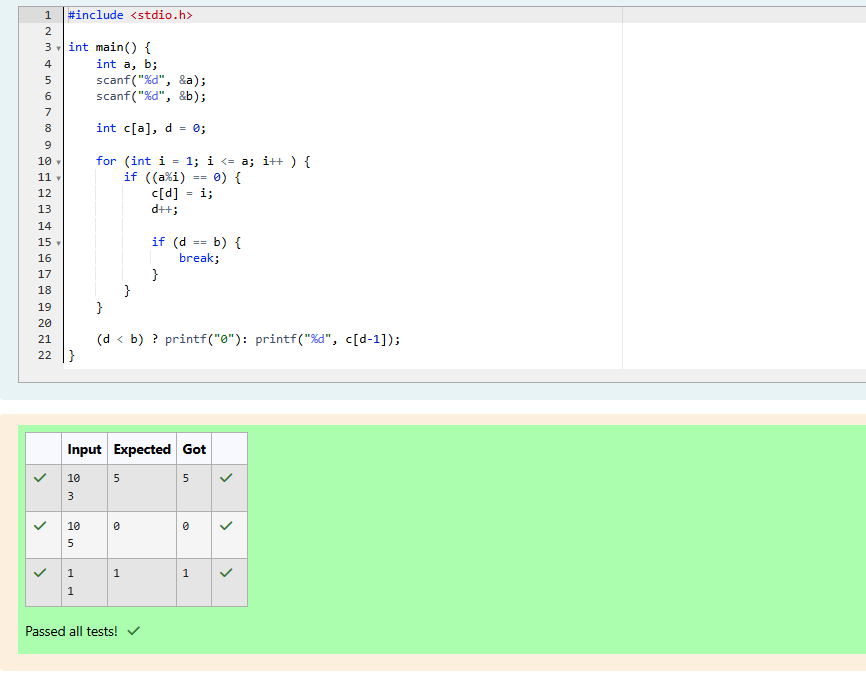 1 #include <stdio.h>
2
3 int main() {
4     int a, b;
5     scanf("%d", &a);
6     scanf("%d", &b);
7
8     int c[a], d = 0;
9
10     for (int i = 1; i <= a; i++ ) {
11         if ((a%i) == 0) {
12             c[d] = i;
13             d++;
14
15             if (d == b) {
16                 break;
17             }
18         }
19     }
20
21     (d < b) ? printf("0"): printf("%d", c[d-1]);
22 }
Input Expected Got
10 5 5
3
10 0 0
5
1 1 1
1
Passed all tests!